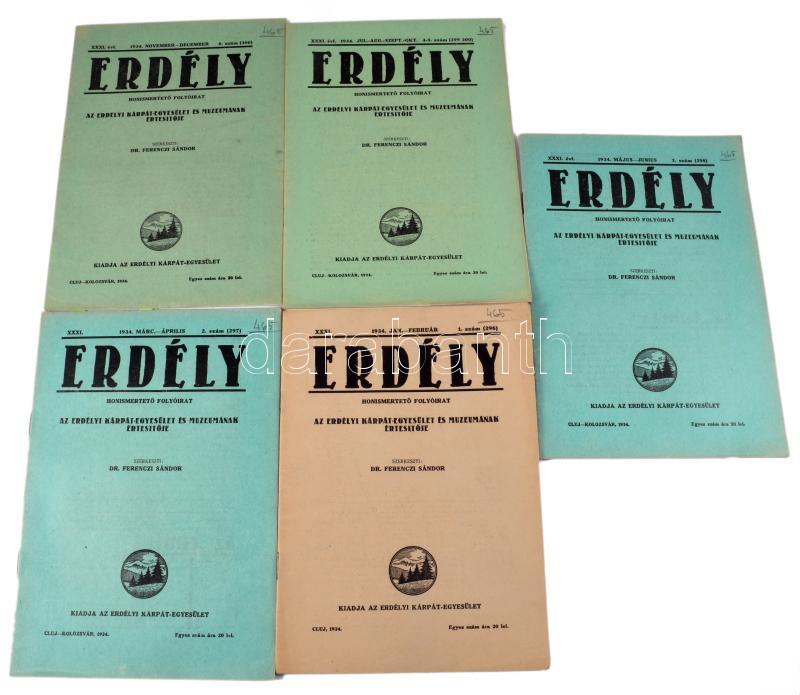 XXXI. évf. 1934. NOVEMBER–DECEMBER 6. szám (300)
465
ERDÉLY
HONISMERTETŐ FOLYÓIRAT
AZ ERDÉLYI KÁRPÁT-EGYESÜLET ÉS MUZEUMÁNAK
ÉRTESITŐJE
SZERKESZTI:
DR. FERENCZI SÁNDOR
KIADJA AZ ERDÉLYI KÁRPÁT-EGYESÜLET
CLUJ–KOLOZSVÁR, 1934. Egyes szám ára 20 lei.
XXXI. évf. 1934. JUL.-AUG.-SZEPT.-OKT. 4-5. szám (299-300)
465
ERDÉLY
HONISMERTETŐ FOLYÓIRAT
AZ ERDÉLYI KÁRPÁT-EGYESÜLET ÉS MUZEUMÁNAK
ÉRTESITŐJE
SZERKESZTI:
DR. FERENCZI SÁNDOR
KIADJA AZ ERDÉLYI KÁRPÁT-EGYESÜLET
CLUJ–KOLOZSVÁR, 1934. Egyes szám ára 20 lei.
XXXI. évf. 1934. MÁJUS–JUNIUS 3. szám (298)
465
ERDÉLY
HONISMERTETŐ FOLYÓIRAT
AZ ERDÉLYI KÁRPÁT-EGYESÜLET ÉS MUZEUMÁNAK
ÉRTESITŐJE
SZERKESZTI:
DR. FERENCZI SÁNDOR
KIADJA AZ ERDÉLYI KÁRPÁT-EGYESÜLET
CLUJ–KOLOZSVÁR, 1934. Egyes szám ára 20 lei.
XXXI. 1934. MÁRC.–ÁPRILIS 2. szám (297)
465
ERDÉLY
HONISMERTETŐ FOLYÓIRAT
AZ ERDÉLYI KÁRPÁT-EGYESÜLET ÉS MUZEUMÁNAK
ÉRTESITŐJE
SZERKESZTI:
DR. FERENCZI SÁNDOR
KIADJA AZ ERDÉLYI KÁRPÁT-EGYESÜLET
CLUJ–KOLOZSVÁR, 1934. Egyes szám ára 20 lei.
XXXI. 1934. JAN.–FEBRUÁR 1. szám (296)
465
ERDÉLY
HONISMERTETŐ FOLYÓIRAT
AZ ERDÉLYI KÁRPÁT-EGYESÜLET ÉS MUZEUMÁNAK
ÉRTESITŐJE
SZERKESZTI:
DR. FERENCZI SÁNDOR
KIADJA AZ ERDÉLYI KÁRPÁT-EGYESÜLET
CLUJ, 1934. Egyes szám ára 20 lei.
darabanth